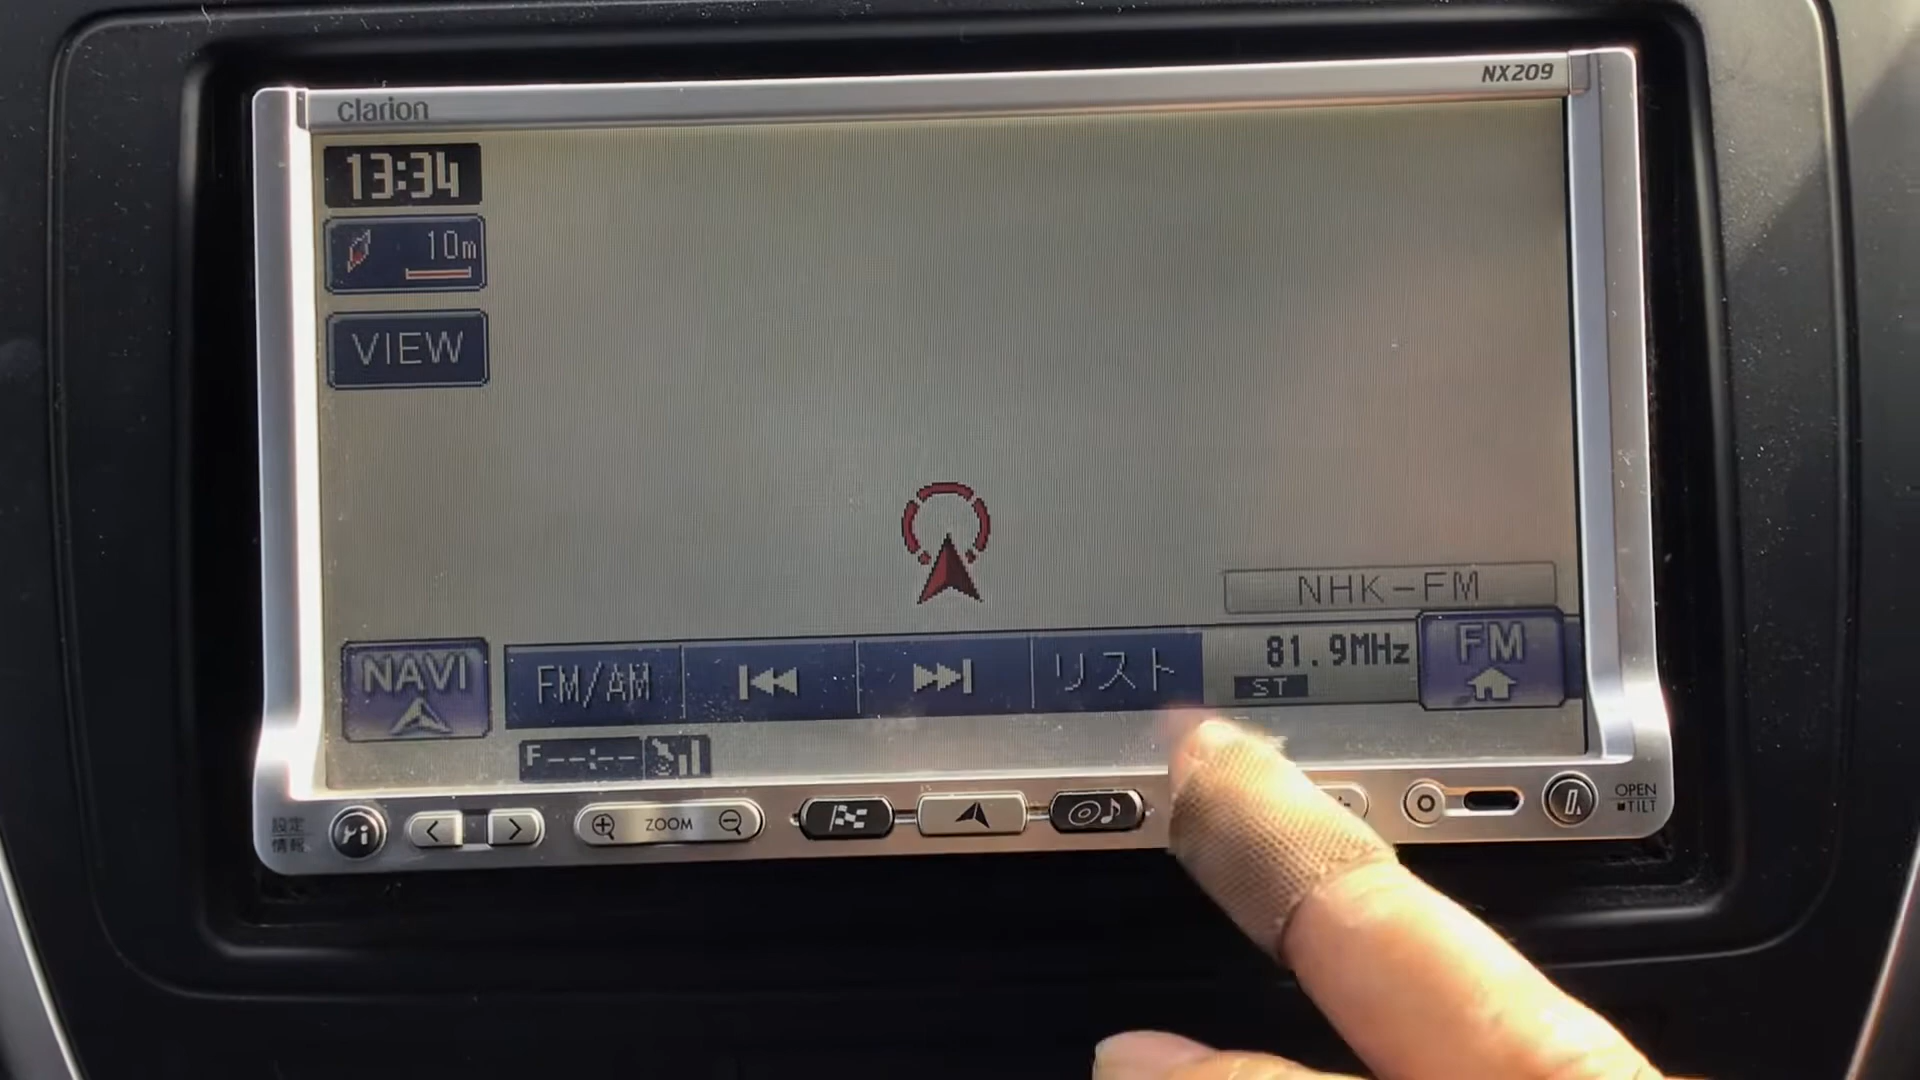 clarion
NX209
13:34
10m
VIEW
NHK-FM
NAVI
FM/AM
リスト
81.9MHz
ST
FM
F--:--
設定
情報
ZOOM
OPEN
TILT